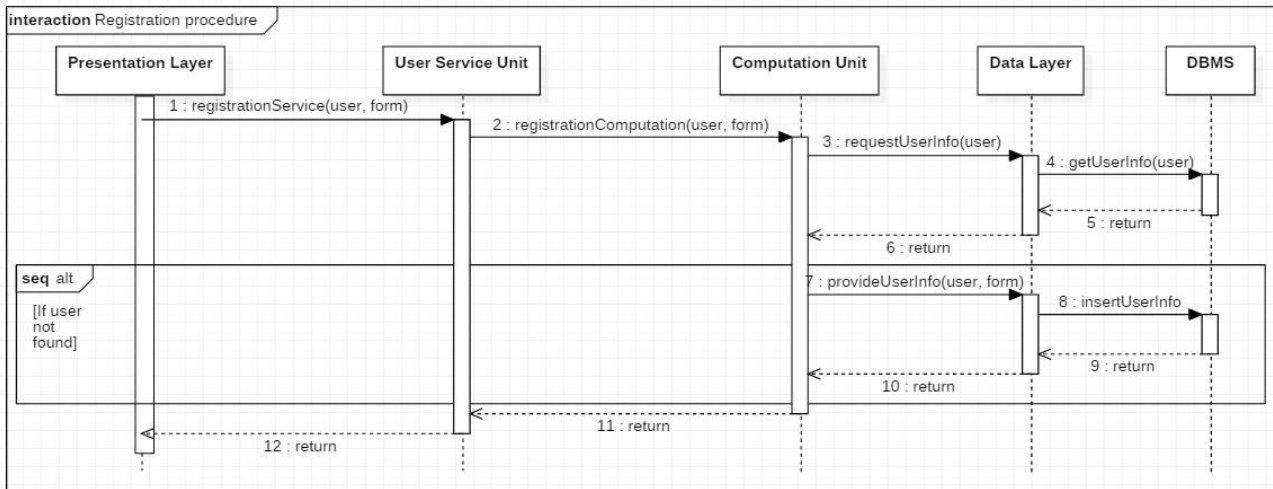 interaction Registration procedure
Presentation Layer
User Service Unit
Computation Unit
Data Layer
DBMS
1 : registrationService(user, form)
2 : registrationComputation(user, form)
3 : requestUserInfo(user)
4 : getUserInfo(user)
5 : return
6 : return
seq alt
[If user
not
found]
7 : provideUserInfo(user, form)
8 : insertUserInfo
9 : return
10 : return
11 : return
12 : return